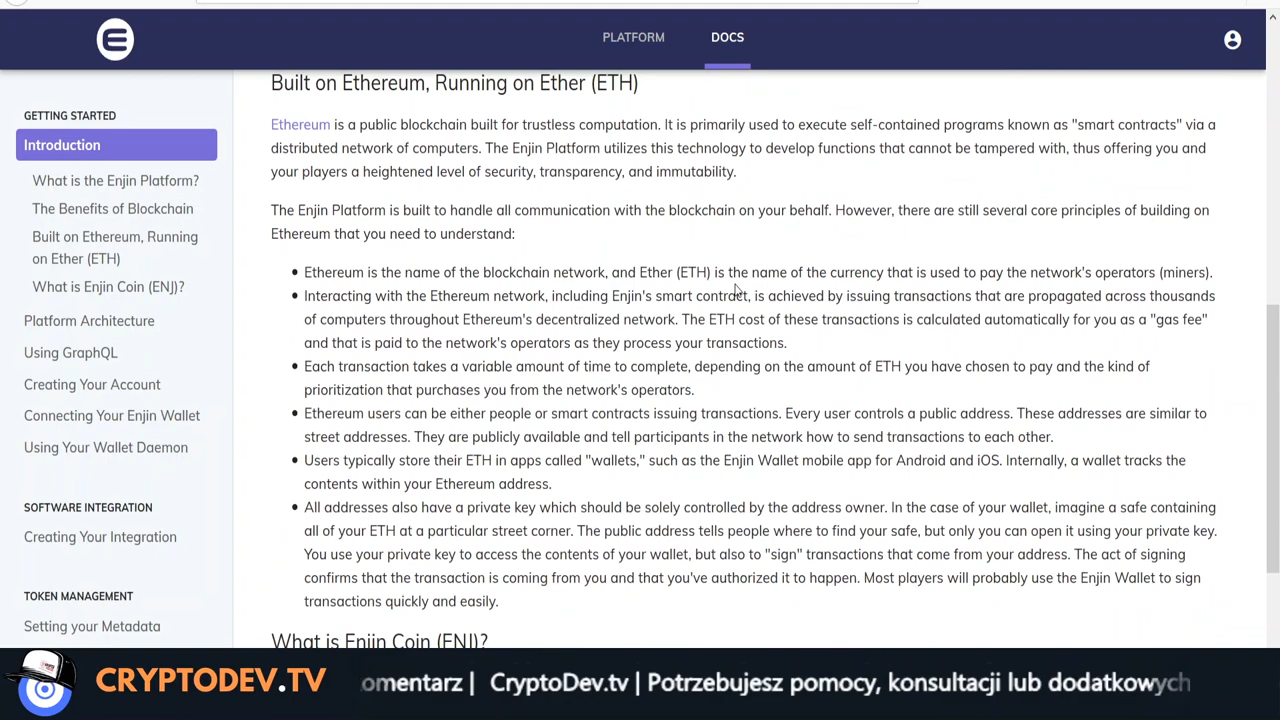 PLATFORM
DOCS
GETTING STARTED
Introduction
What is the Enjin Platform?
The Benefits of Blockchain
Built on Ethereum, Running
on Ether (ETH)
What is Enjin Coin (ENJ)?
Platform Architecture
Using GraphQL
Creating Your Account
Connecting Your Enjin Wallet
Using Your Wallet Daemon
SOFTWARE INTEGRATION
Creating Your Integration
TOKEN MANAGEMENT
Setting your Metadata
Built on Ethereum, Running on Ether (ETH)
Ethereum is a public blockchain built for trustless computation. It is primarily used to execute self-contained programs known as "smart contracts" via a
distributed network of computers. The Enjin Platform utilizes this technology to develop functions that cannot be tampered with, thus offering you and
your players a heightened level of security, transparency, and immutability.
The Enjin Platform is built to handle all communication with the blockchain on your behalf. However, there are still several core principles of building on
Ethereum that you need to understand:
• Ethereum is the name of the blockchain network, and Ether (ETH) is the name of the currency that is used to pay the network's operators (miners).
• Interacting with the Ethereum network, including Enjin's smart contract, is achieved by issuing transactions that are propagated across thousands
of computers throughout Ethereum's decentralized network. The ETH cost of these transactions is calculated automatically for you as a "gas fee"
and that is paid to the network's operators as they process your transactions.
• Each transaction takes a variable amount of time to complete, depending on the amount of ETH you have chosen to pay and the kind of
prioritization that purchases you from the network's operators.
• Ethereum users can be either people or smart contracts issuing transactions. Every user controls a public address. These addresses are similar to
street addresses. They are publicly available and tell participants in the network how to send transactions to each other.
• Users typically store their ETH in apps called "wallets," such as the Enjin Wallet mobile app for Android and iOS. Internally, a wallet tracks the
contents within your Ethereum address.
• All addresses also have a private key which should be solely controlled by the address owner. In the case of your wallet, imagine a safe containing
all of your ETH at a particular street corner. The public address tells people where to find your safe, but only you can open it using your private key.
You use your private key to access the contents of your wallet, but also to "sign" transactions that come from your address. The act of signing
confirms that the transaction is coming from you and that you've authorized it to happen. Most players will probably use the Enjin Wallet to sign
transactions quickly and easily.
What is Enjin Coin (ENJ)?
CRYPTODEV.TV
omentarz | CryptoDev.tv | Potrzebujesz pomocy, konsultacji lub dodatkowych